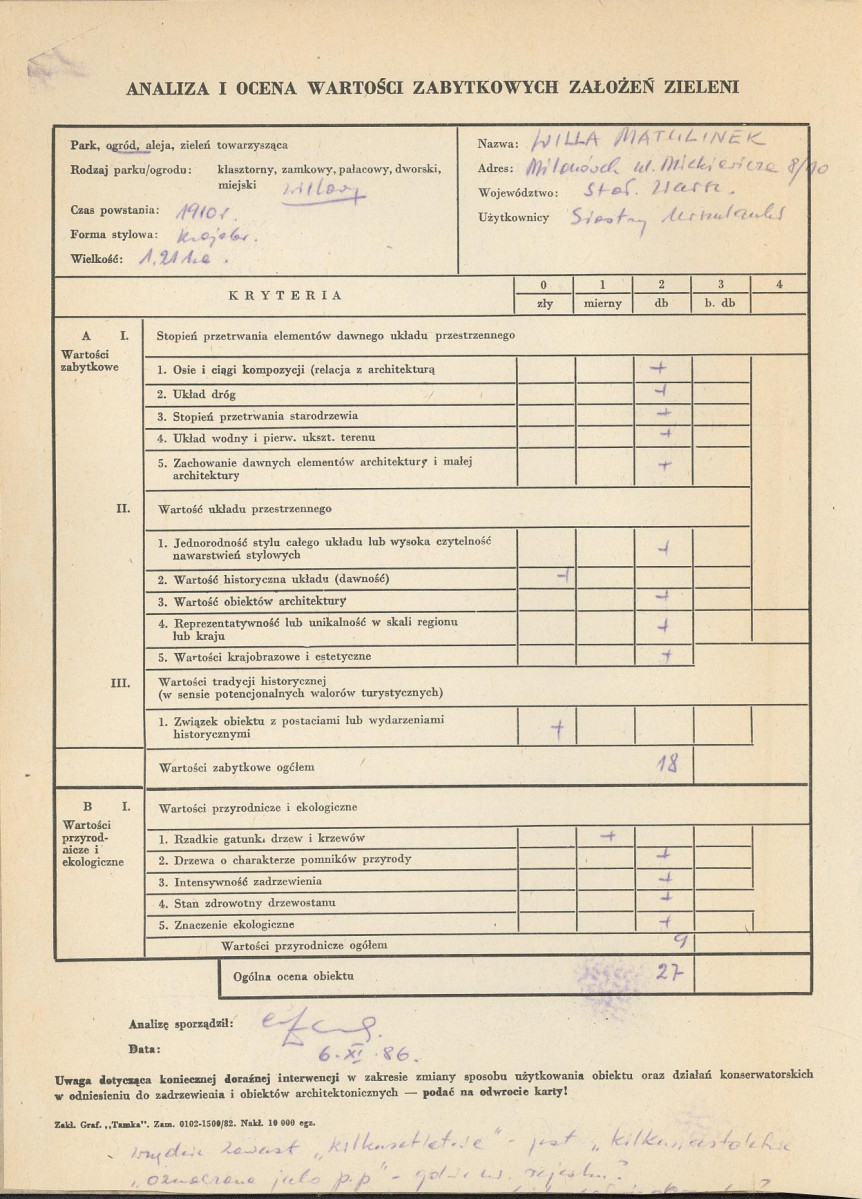 ANALIZA I OCENA WARTOŚCI ZABYTKOWYCH ZAŁOŻEŃ ZIELENI
Park, ogród, aleja, zieleń towarzysząca
Rodzaj parku/ogrodu: klasztorny, zamkowy, pałacowy, dworski,
miejski willowy
Czas powstania: 1910 r.
Forma stylowa: krajobr.
Wielkość: 1,21 ha.
Nazwa: WILLA MATULINEK
Adres: Milanówek ul. Mickiewicza 8/10
Województwo: Stoł. Warsz.
Użytkownicy Siostry Urszulanki
KRYTERIA
0 1 2 3 4
zły mierny db b. db
A I. Stopień przetrwania elementów dawnego układu przestrzennego
Wartości
zabytkowe
1. Osie i ciągi kompozycji (relacja z architekturą +
2. Układ dróg +
3. Stopień przetrwania starodrzewia +
4. Układ wodny i pierw. ukszt. terenu +
5. Zachowanie dawnych elementów architektury i małej
architektury +
II. Wartość układu przestrzennego
1. Jednorodność stylu całego układu lub wysoka czytelność
nawarstwień stylowych +
2. Wartość historyczna układu (dawność) +
3. Wartość obiektów architektury +
4. Reprezentatywność lub unikalność w skali regionu
lub kraju +
5. Wartości krajobrazowe i estetyczne +
III. Wartości tradycji historycznej
(w sensie potencjonalnych walorów turystycznych)
1. Związek obiektu z postaciami lub wydarzeniami
historycznymi +
Wartości zabytkowe ogółem 18
B I. Wartości przyrodnicze i ekologiczne
Wartości
przyrod-
nicze i
ekologiczne
1. Rzadkie gatunki drzew i krzewów +
2. Drzewa o charakterze pomników przyrody +
3. Intensywność zadrzewienia +
4. Stan zdrowotny drzewostanu +
5. Znaczenie ekologiczne +
Wartości przyrodnicze ogółem 9
Ogólna ocena obiektu 27
Analizę sporządził:
Data: 6.XI.86.
Uwaga dotycząca koniecznej doraźnej interwencji w zakresie zmiany sposobu użytkowania obiektu oraz działań konserwatorskich
w odniesieniu do zadrzewienia i obiektów architektonicznych — podać na odwrocie karty!
Zakł. Graf. „Tamka". Zam. 0102-1500/82. Nakł. 10 000 egz.
wszędzie zamiast „kilkusetletnie" - jest „kilkunastoletnie
„oznaczona jako p.p" - gdzie nr. rejestru?